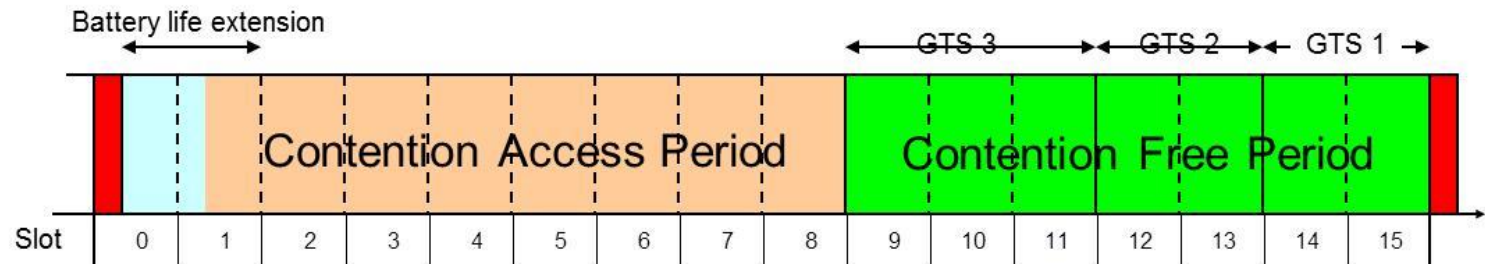 Battery life extension
GTS 3 GTS 2 GTS 1
Contention Access Period Contention Free Period
Slot 0 1 2 3 4 5 6 7 8 9 10 11 12 13 14 15